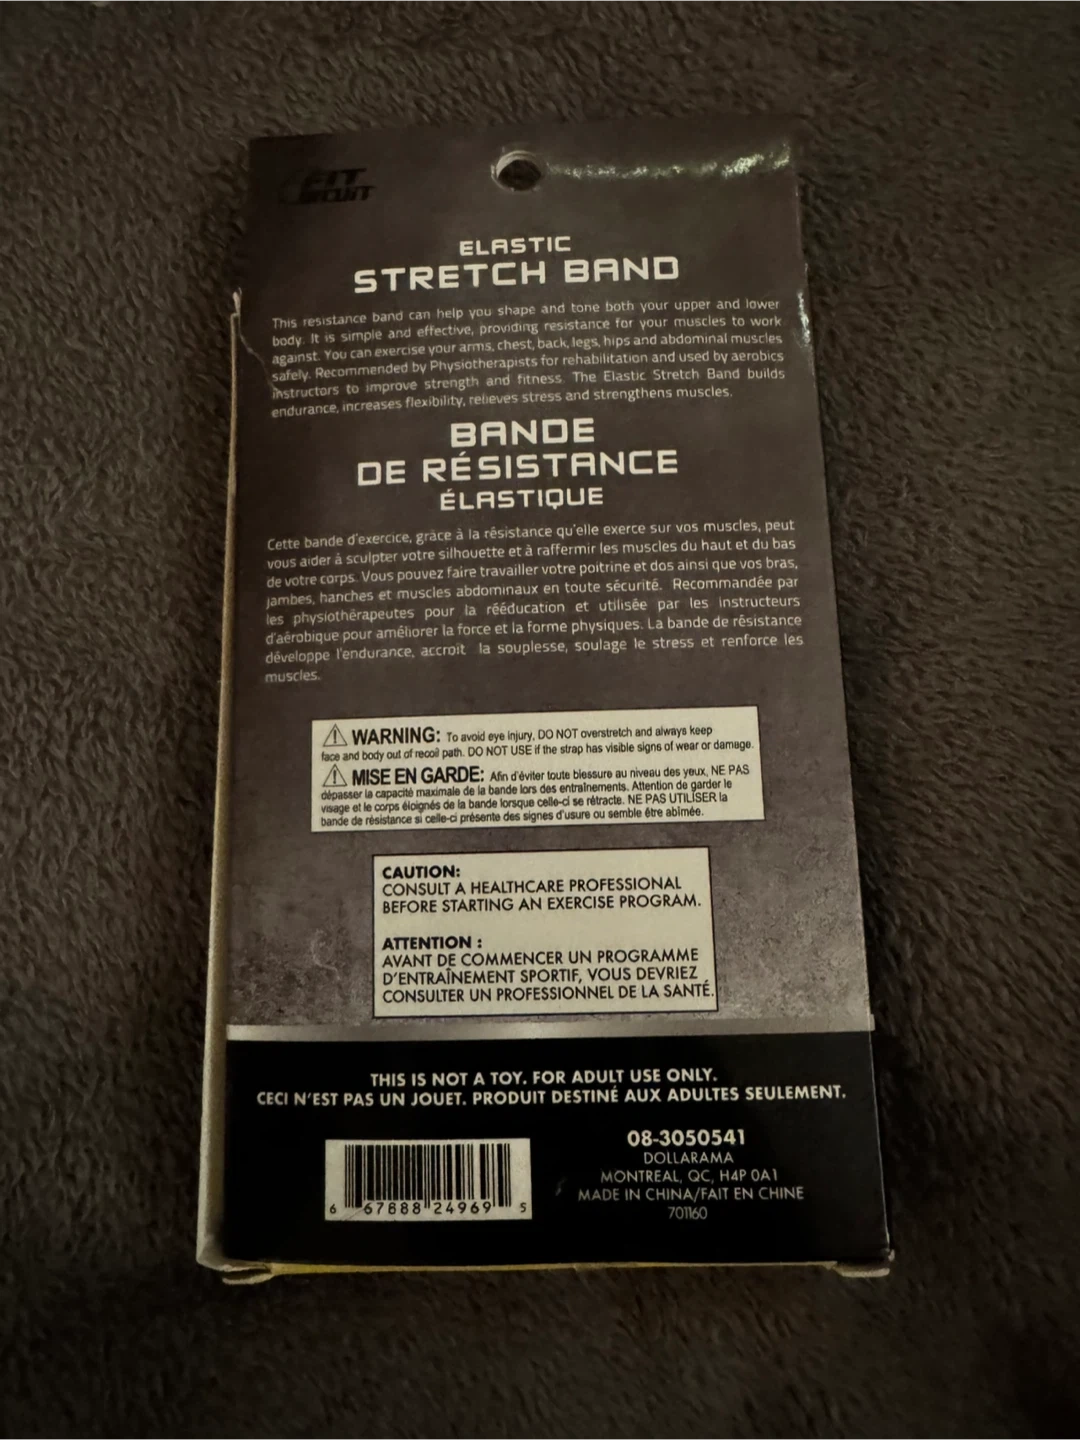 FIT
CIRCUIT
ELASTIC
STRETCH BAND
This resistance band can help you shape and tone both your upper and lower
body. It is simple and effective, providing resistance for your muscles to work
against. You can exercise your arms, chest, back, legs, hips and abdominal muscles
safely. Recommended by Physiotherapists for rehabilitation and used by aerobics
instructors to improve strength and fitness. The Elastic Stretch Band builds
endurance, increases flexibility, relieves stress and strengthens muscles.
BANDE
DE RÉSISTANCE
ÉLASTIQUE
Cette bande d'exercice, grâce à la résistance qu'elle exerce sur vos muscles, peut
vous aider à sculpter votre silhouette et à raffermir les muscles du haut et du bas
de votre corps. Vous pouvez faire travailler votre poitrine et dos ainsi que vos bras,
jambes, hanches et muscles abdominaux en toute sécurité. Recommandée par
les physiothérapeutes pour la rééducation et utilisée par les instructeurs
d'aérobique pour améliorer la force et la forme physiques. La bande de résistance
développe l'endurance, accroit la souplesse, soulage le stress et renforce les
muscles.
⚠ WARNING: To avoid eye injury, DO NOT overstretch and always keep
face and body out of recoil path. DO NOT USE if the strap has visible signs of wear or damage.
⚠ MISE EN GARDE: Afin d'éviter toute blessure au niveau des yeux, NE PAS
dépasser la capacité maximale de la bande lors des entraînements. Attention de garder le
visage et le corps éloignés de la bande lorsque celle-ci se rétracte. NE PAS UTILISER la
bande de résistance si celle-ci présente des signes d'usure ou semble être abîmée.
CAUTION:
CONSULT A HEALTHCARE PROFESSIONAL
BEFORE STARTING AN EXERCISE PROGRAM.
ATTENTION :
AVANT DE COMMENCER UN PROGRAMME
D'ENTRAÎNEMENT SPORTIF, VOUS DEVRIEZ
CONSULTER UN PROFESSIONNEL DE LA SANTÉ.
THIS IS NOT A TOY. FOR ADULT USE ONLY.
CECI N'EST PAS UN JOUET. PRODUIT DESTINÉ AUX ADULTES SEULEMENT.
6 67888 24969 5
08-3050541
DOLLARAMA
MONTREAL, QC, H4P 0A1
MADE IN CHINA/FAIT EN CHINE
701160